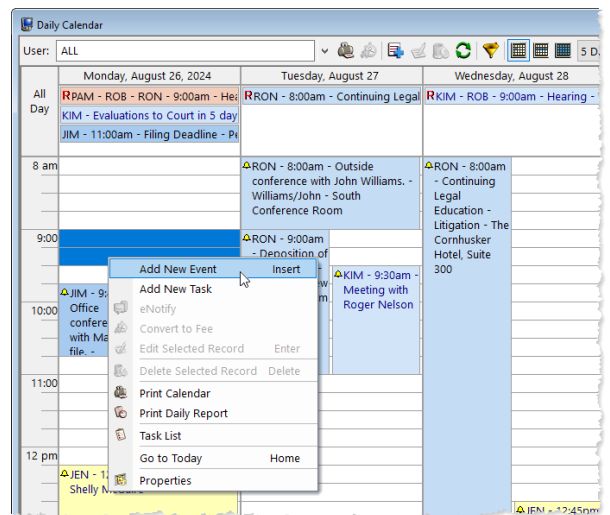 Daily Calendar
User: ALL 5 D
Monday, August 26, 2024 Tuesday, August 27 Wednesday, August 28
All Day
RPAM - ROB - RON - 9:00am - Hea
KIM - Evaluations to Court in 5 day
JIM - 11:00am - Filing Deadline - Pe
RRON - 8:00am - Continuing Legal
RKIM - ROB - 9:00am - Hearing -
8 am
RON - 8:00am - Outside
conference with John Williams. -
Williams/John - South
Conference Room
RON - 8:00am
- Continuing
Legal
Education -
Litigation - The
Cornhusker
Hotel, Suite
300
9:00
RON - 9:00am
- Deposition of
KIM - 9:30am -
Meeting with
Roger Nelson
JIM - 9:
Office
confere
with Ma
file. -
10:00
11:00
12 pm
JEN - 1
Shelly
JEN - 12:45pm
Add New Event Insert
Add New Task
eNotify
Convert to Fee
Edit Selected Record Enter
Delete Selected Record Delete
Print Calendar
Print Daily Report
Task List
Go to Today Home
Properties